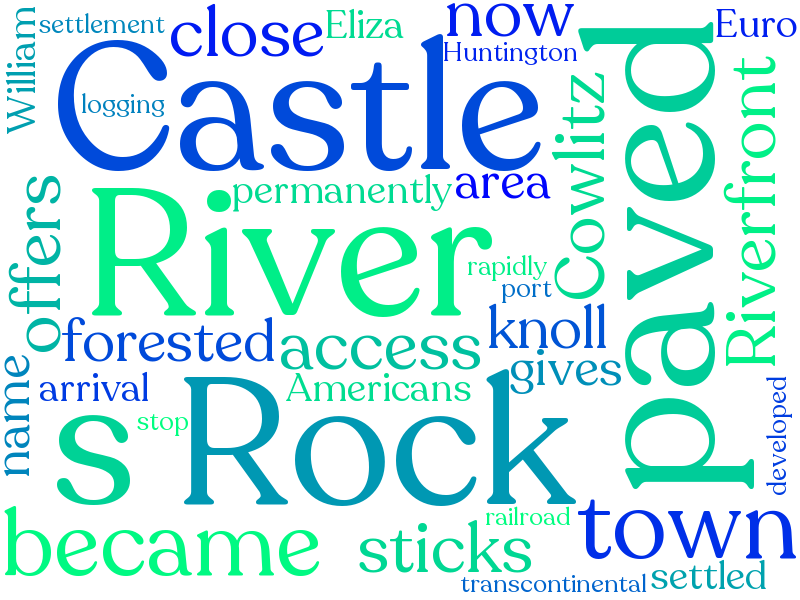 William
settlement
close
Eliza
now
Euro
Huntington
Castle
logging
Cowlitz
paved
Riverfront
offers
permanently
area
River
rapidly
port
forested
access
knoll
gives
name
arrival
Americans
developed
stop
s
Rock
became
sticks
railroad
town
transcontinental
settled